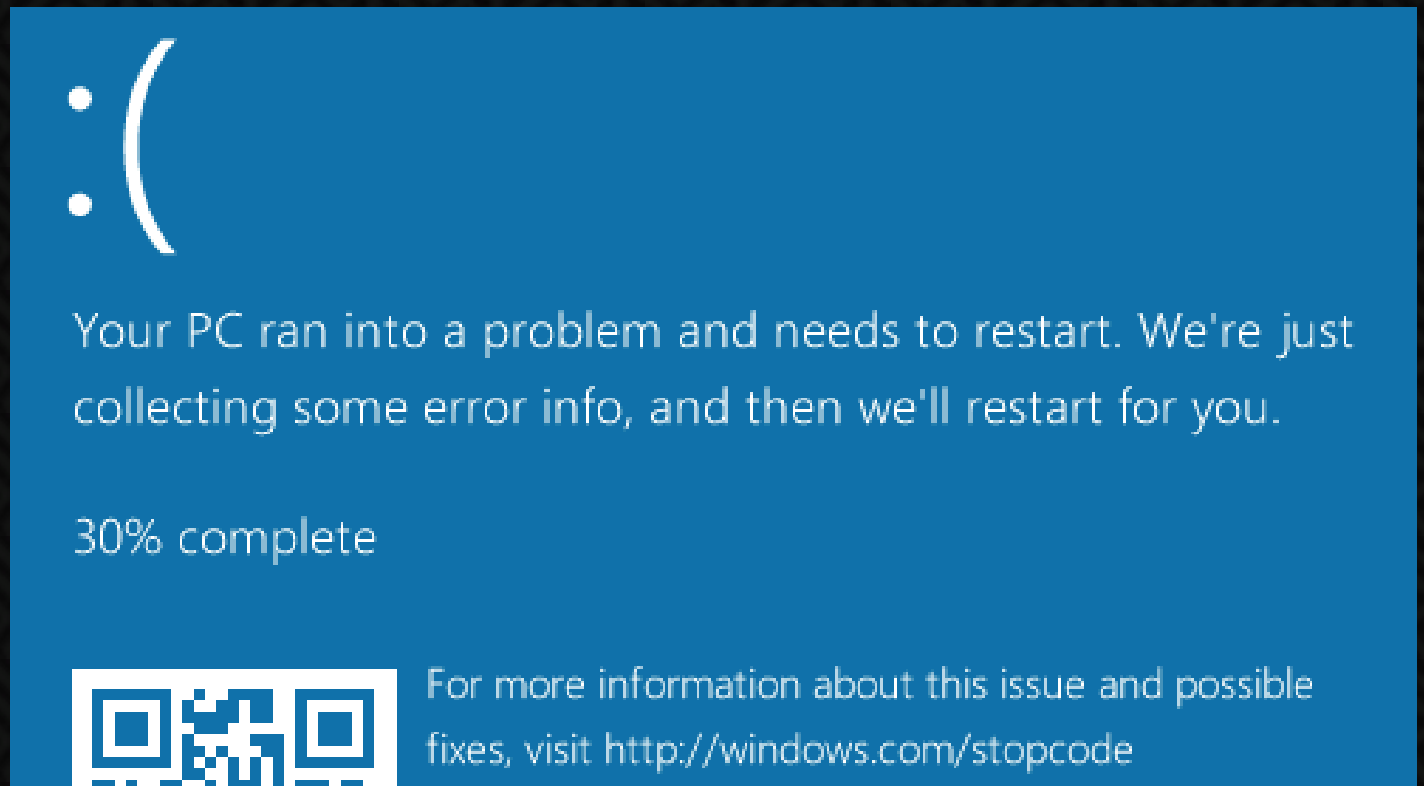 :(
Your PC ran into a problem and needs to restart. We're just
collecting some error info, and then we'll restart for you.
30% complete
For more information about this issue and possible
fixes, visit http://windows.com/stopcode